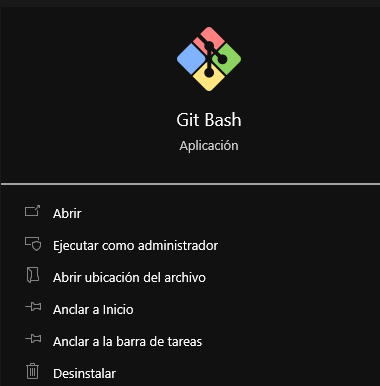 Git Bash
Aplicación
Abrir
Ejecutar como administrador
Abrir ubicación del archivo
Anclar a Inicio
Anclar a la barra de tareas
Desinstalar